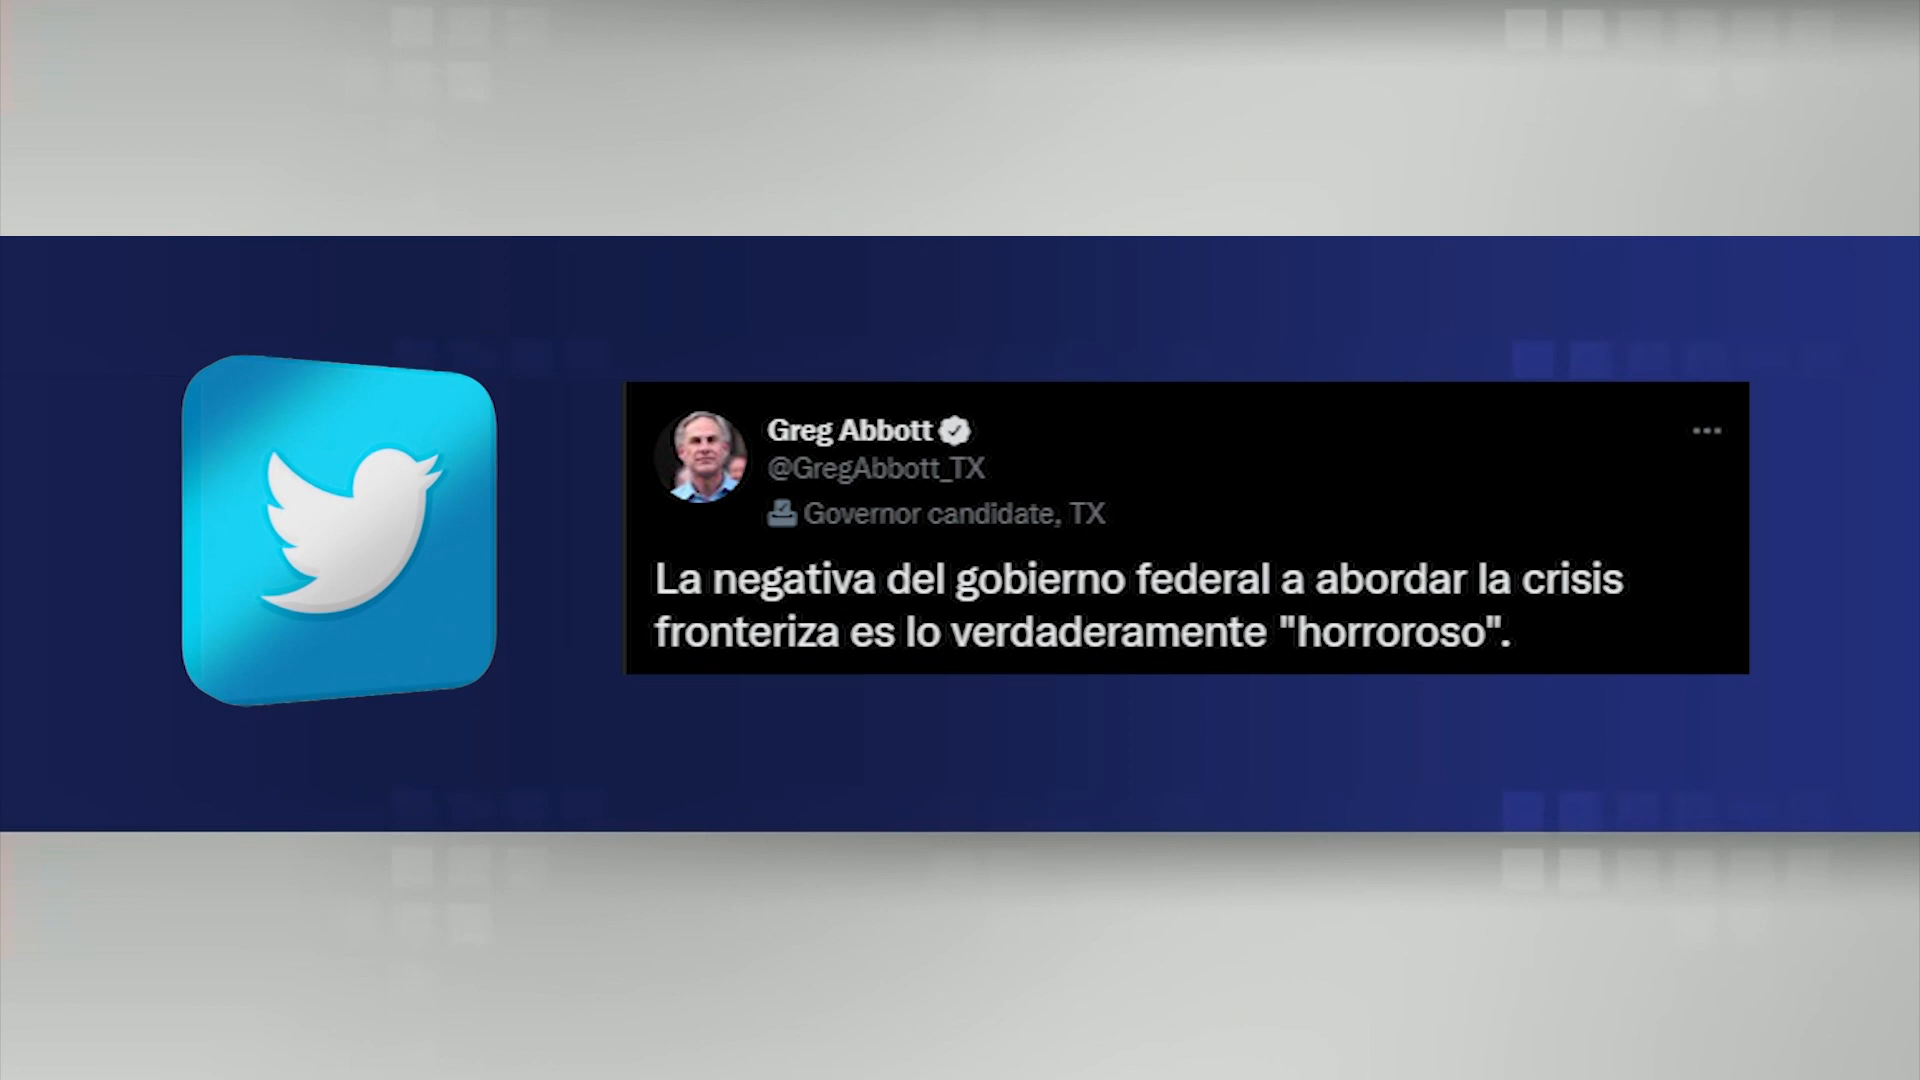 Greg Abbott
@GregAbbott_TX
Governor candidate, TX
La negativa del gobierno federal a abordar la crisis
fronteriza es lo verdaderamente "horroroso".